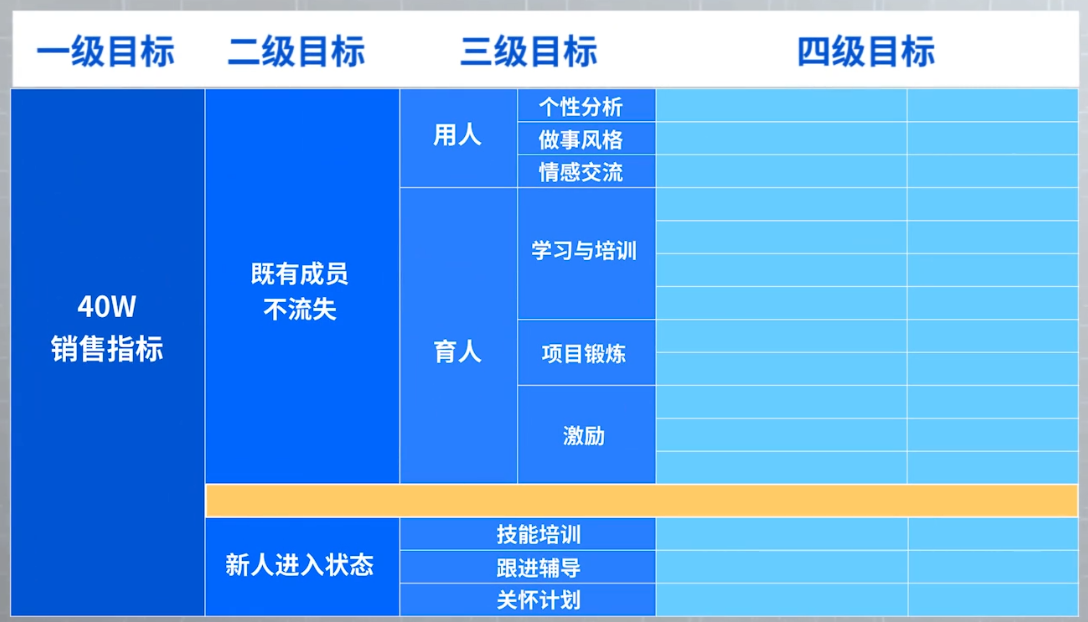 一级目标 二级目标 三级目标 四级目标
用人
个性分析
做事风格
情感交流
既有成员
不流失
育人
学习与培训
项目锻炼
激励
40W
销售指标
新人进入状态
技能培训
跟进辅导
关怀计划